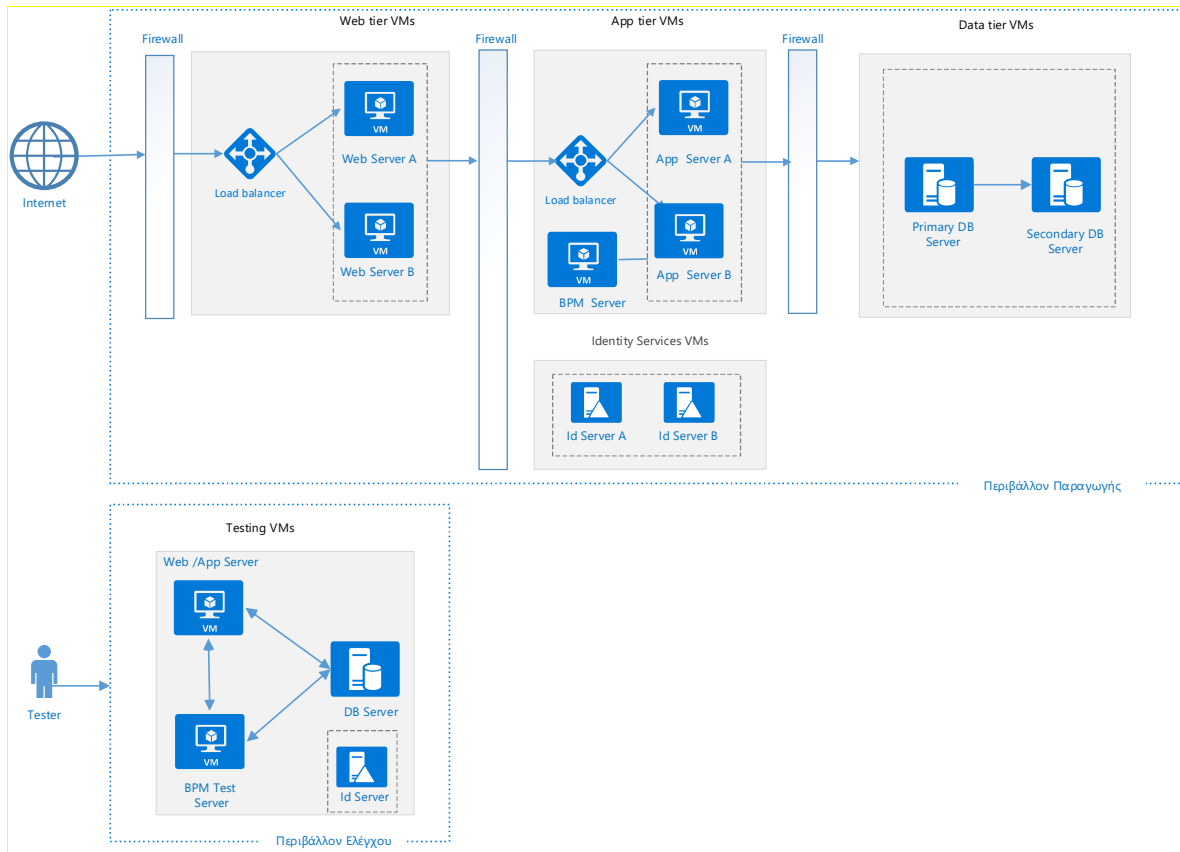 Web tier VMs
App tier VMs
Data tier VMs
Firewall
Firewall
Firewall
VM
Web Server A
VM
Web Server B
Load balancer
Internet
VM
App Server A
Load balancer
VM
App Server B
VM
BPM Server
Primary DB
Server
Secondary DB
Server
Identity Services VMs
Id Server A
Id Server B
Περιβάλλον Παραγωγής
Testing VMs
Web /App Server
VM
DB Server
VM
BPM Test
Server
Id Server
Tester
Περιβάλλον Ελέγχου